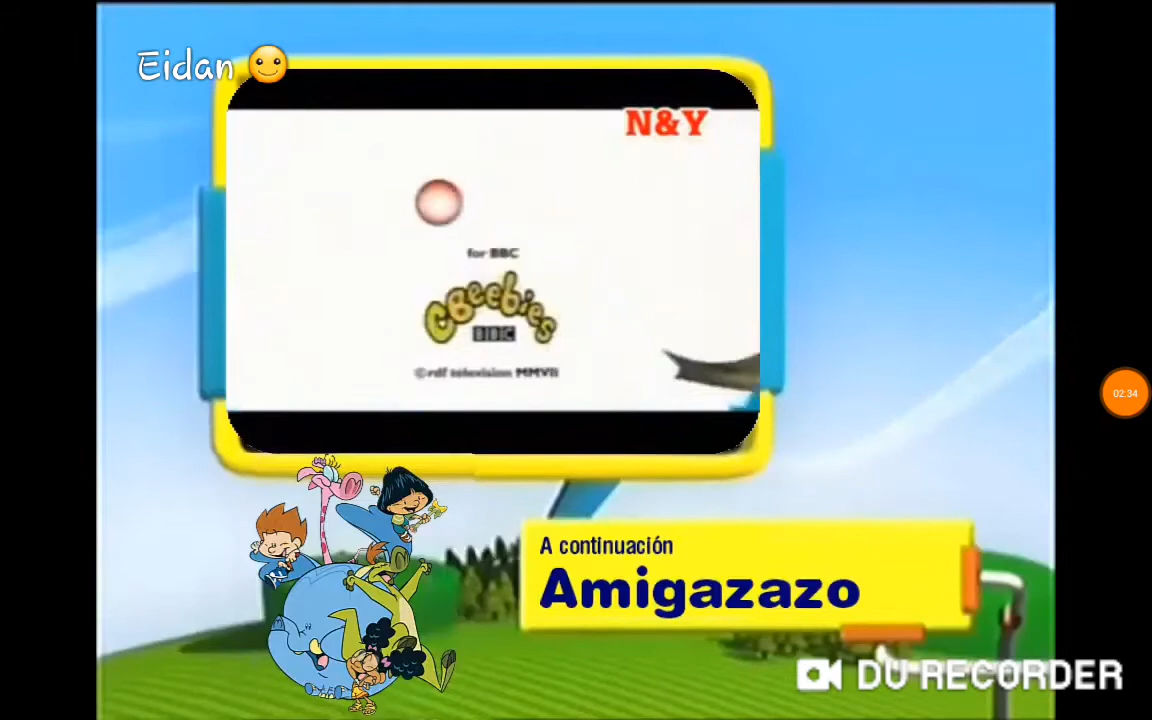 Eidan
N&Y
for BBC
CBeebies
BBC
©rdf television MMVII
02:34
A continuación
Amigazazo
DU RECORDER